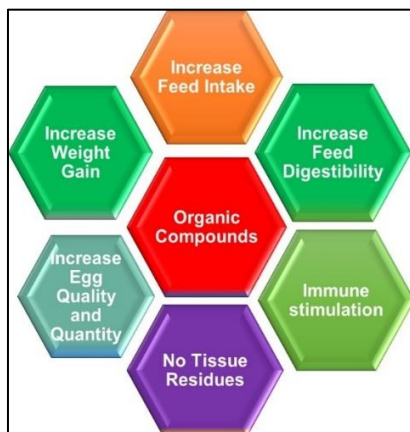 Increase
Feed Intake
Increase
Weight
Gain
Increase
Feed
Digestibility
Organic
Compounds
Increase
Egg
Quality
and
Quantity
Immune
stimulation
No Tissue
Residues